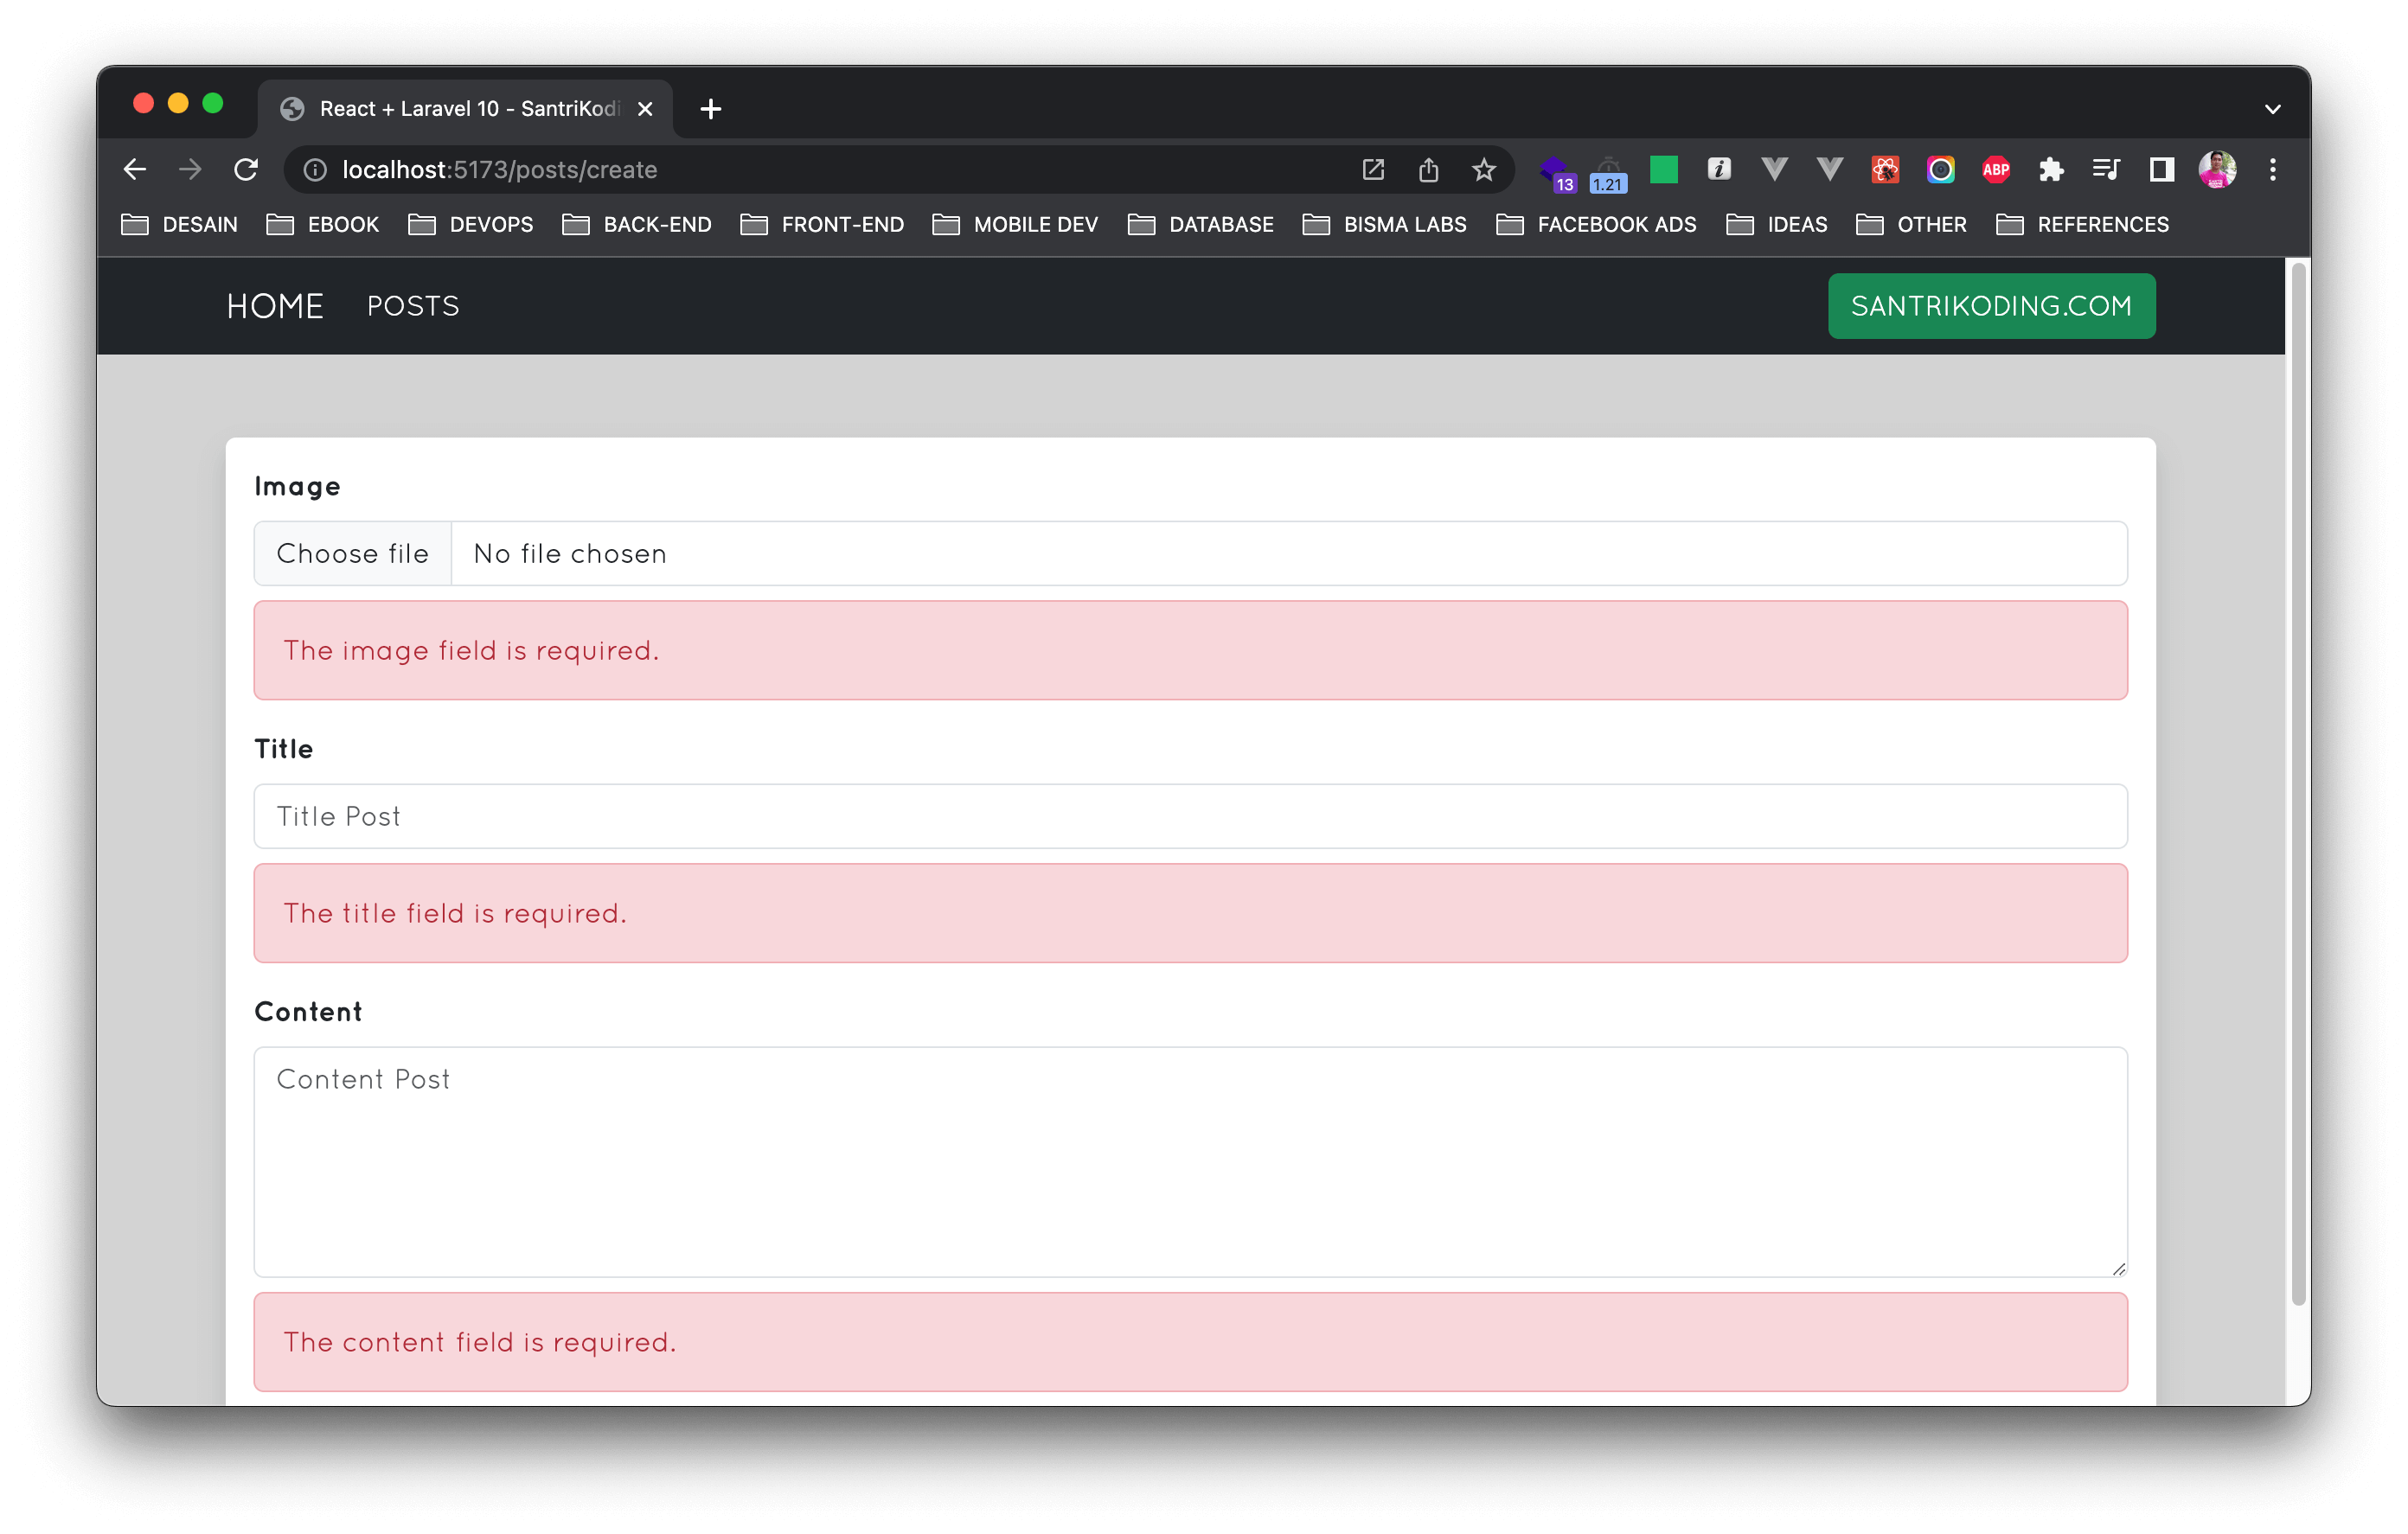 React + Laravel 10 - SantriKodi
localhost:5173/posts/create
13
1.21
i
ABP
DESAIN EBOOK DEVOPS BACK-END FRONT-END MOBILE DEV DATABASE BISMA LABS FACEBOOK ADS IDEAS OTHER REFERENCES
HOME POSTS SANTRIKODING.COM
Image
Choose file No file chosen
The image field is required.
Title
Title Post
The title field is required.
Content
Content Post
The content field is required.